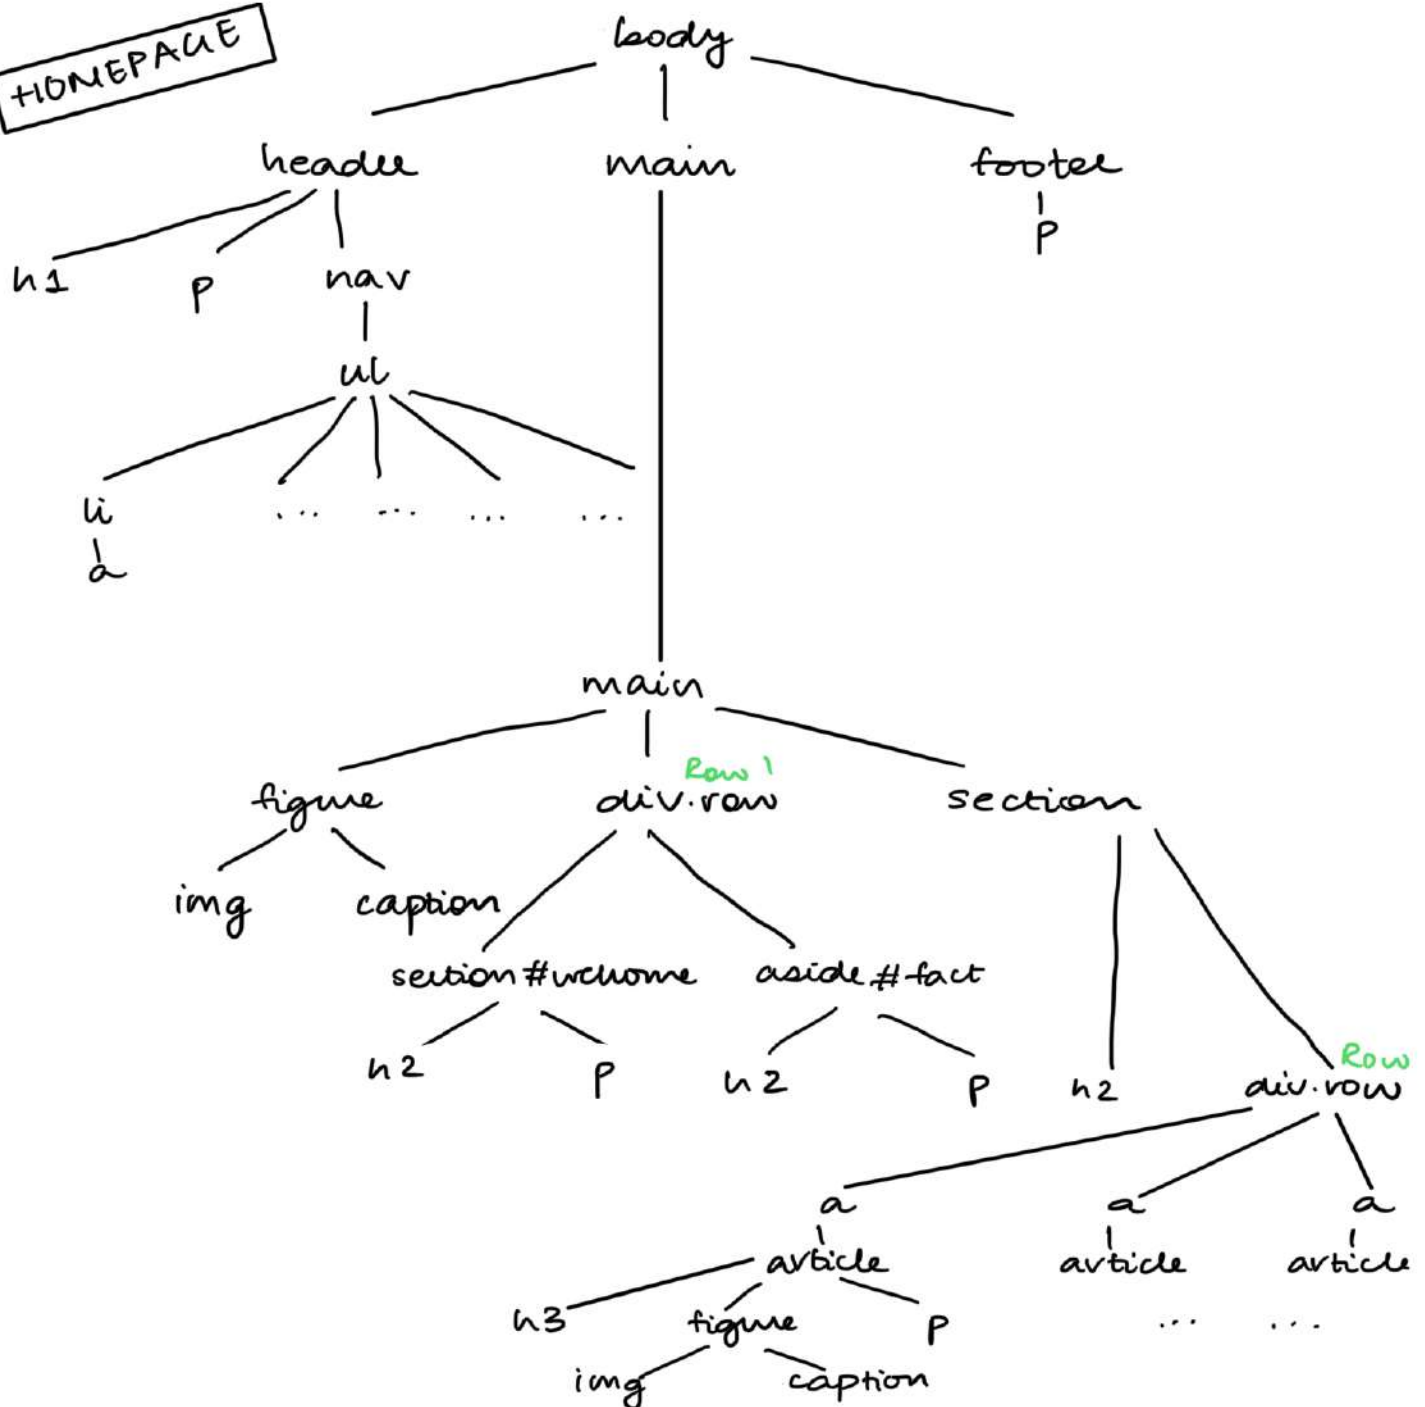 HOMEPAGE
body
header main footer
h1 p nav p
ul
li ... ... ... ...
a
main
figure div.row Row 1 section
img caption
section#welcome aside#fact
h2 p h2 p h2 div.row Row
a a a
article article article
h3 figure p ... ...
img caption